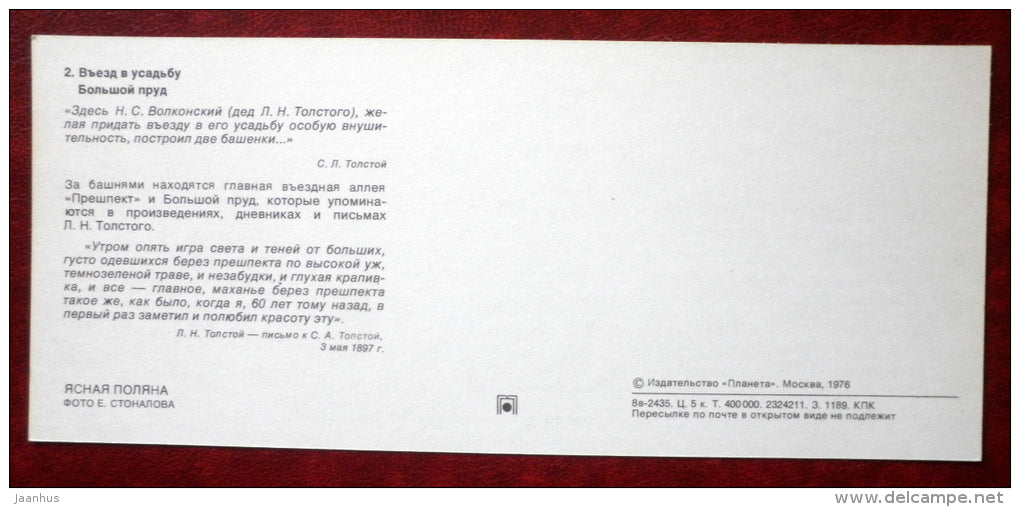 2. Въезд в усадьбу
Большой пруд
«Здесь Н. С. Волконский (дед Л. Н. Толстого), же-
лая придать въезду в его усадьбу особую внуши-
тельность, построил две башенки...»
С. Л. Толстой
За башнями находятся главная въездная аллея
«Прешпект» и Большой пруд, которые упомина-
ются в произведениях, дневниках и письмах
Л. Н. Толстого.
«Утром опять игра света и теней от больших,
густо одевшихся берез прешпекта по высокой уж,
темнозеленой траве, и незабудки, и глухая крапив-
ка, и все — главное, маханье берез прешпекта
такое же, как было, когда я, 60 лет тому назад, в
первый раз заметил и полюбил красоту эту».
Л. Н. Толстой — письмо к С. А. Толстой,
3 мая 1897 г.
ЯСНАЯ ПОЛЯНА
ФОТО Е. СТОНАЛОВА
© Издательство «Планета». Москва, 1976
8в-2435. Ц. 5 к. Т. 400 000. 2324211. З. 1189. КПК
Пересылке по почте в открытом виде не подлежит
jaanhus
www.delcampe.net